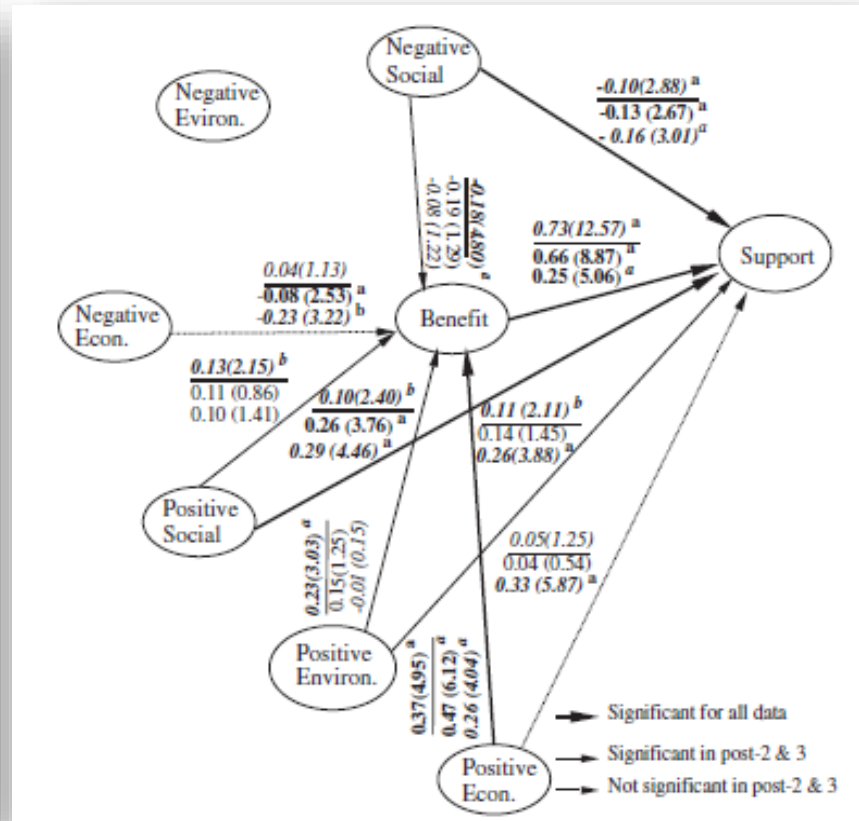 Negative
Social
Negative
Eviron.
-0.10(2.88) a
-0.13 (2.67) a
- 0.16 (3.01)a
-0.18(4.80) a
-0.19 (1.29)
-0.08 (1.22)
0.73(12.57) a
0.66 (8.87) a
0.25 (5.06) a
Support
0.04(1.13)
-0.08 (2.53) a
-0.23 (3.22) b
Negative
Econ.
Benefit
0.13(2.15) b
0.11 (0.86)
0.10 (1.41)
0.10(2.40) b
0.26 (3.76) a
0.29 (4.46) a
0.11 (2.11) b
0.14 (1.45)
0.26(3.88) a
Positive
Social
0.23(3.03) a
0.15(1.25)
-0.01 (0.15)
0.05(1.25)
0.04 (0.54)
0.33 (5.87) a
Positive
Environ.
0.37(4.95) a
0.47 (6.12) a
0.26 (4.04) a
Positive
Econ.
Significant for all data
Significant in post-2 & 3
Not significant in post-2 & 3